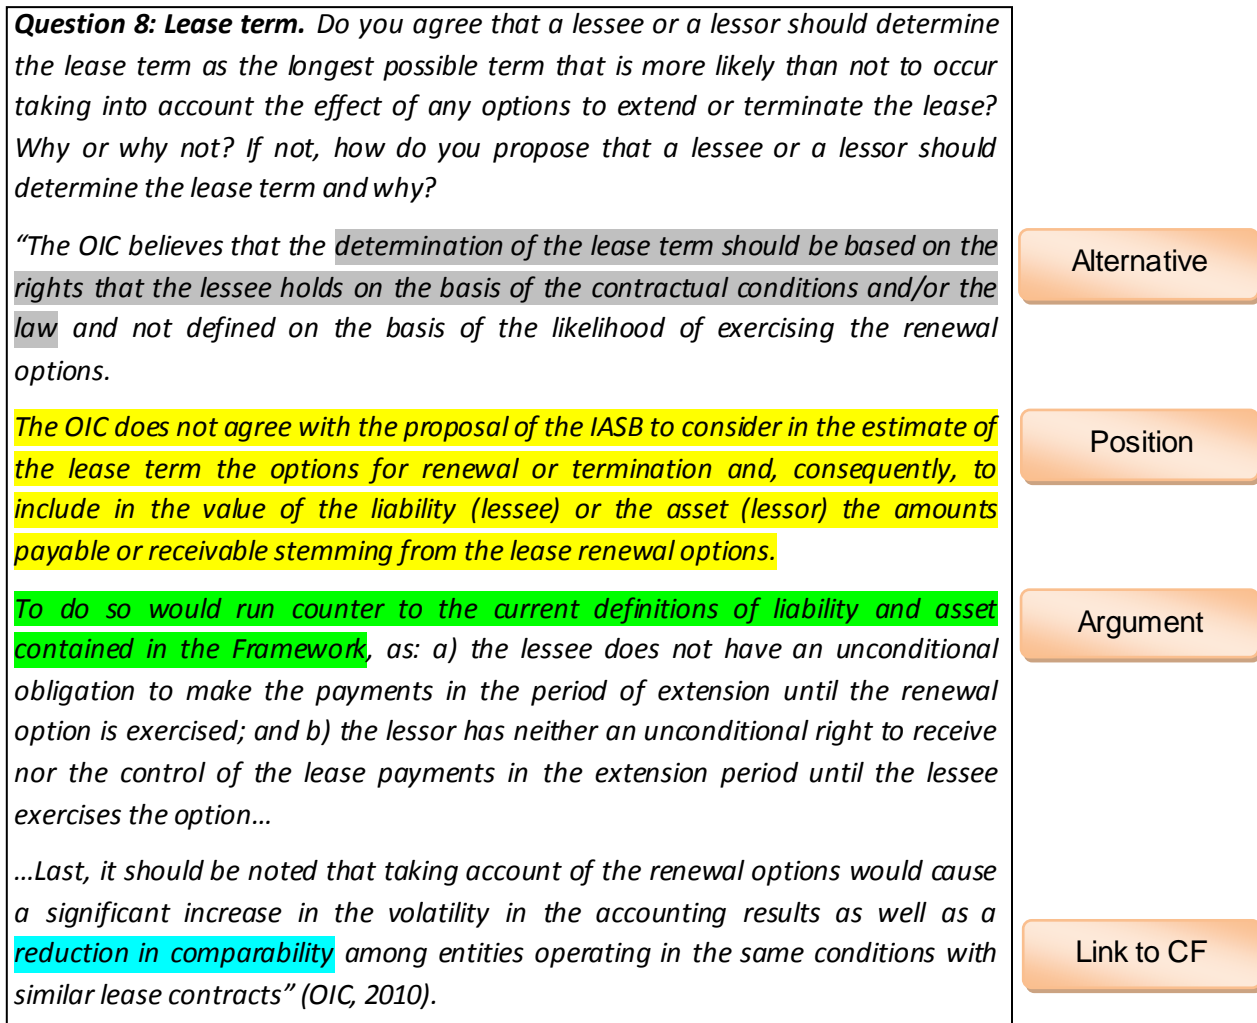 Question 8: Lease term. Do you agree that a lessee or a lessor should determine
the lease term as the longest possible term that is more likely than not to occur
taking into account the effect of any options to extend or terminate the lease?
Why or why not? If not, how do you propose that a lessee or a lessor should
determine the lease term and why?
“The OIC believes that the determination of the lease term should be based on the
rights that the lessee holds on the basis of the contractual conditions and/or the
law and not defined on the basis of the likelihood of exercising the renewal
options.
Alternative
The OIC does not agree with the proposal of the IASB to consider in the estimate of
the lease term the options for renewal or termination and, consequently, to
include in the value of the liability (lessee) or the asset (lessor) the amounts
payable or receivable stemming from the lease renewal options.
Position
To do so would run counter to the current definitions of liability and asset
contained in the Framework, as: a) the lessee does not have an unconditional
obligation to make the payments in the period of extension until the renewal
option is exercised; and b) the lessor has neither an unconditional right to receive
nor the control of the lease payments in the extension period until the lessee
exercises the option…
Argument
…Last, it should be noted that taking account of the renewal options would cause
a significant increase in the volatility in the accounting results as well as a
reduction in comparability among entities operating in the same conditions with
similar lease contracts” (OIC, 2010).
Link to CF